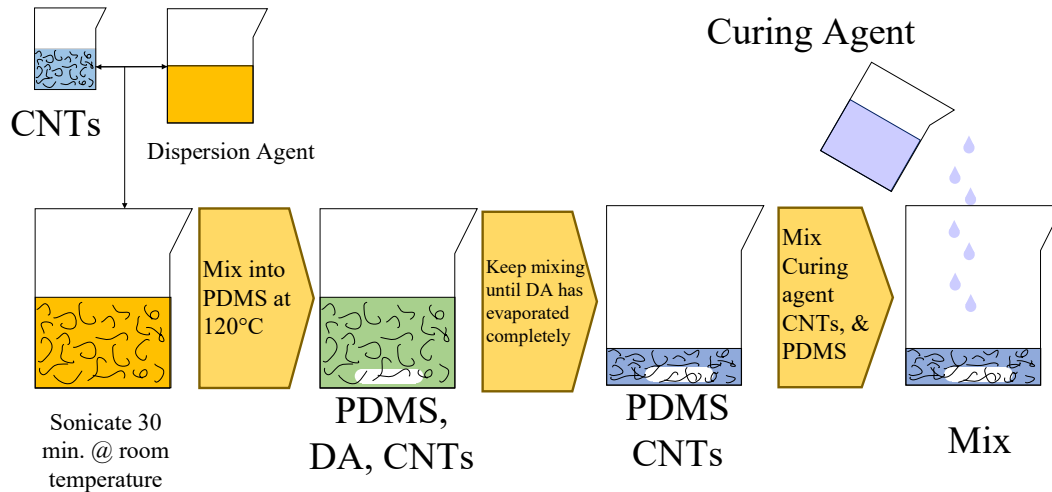 CNTs
Dispersion Agent
Curing Agent
Sonicate 30
min. @ room
temperature
Mix into
PDMS at
120°C
PDMS,
DA, CNTs
Keep mixing
until DA has
evaporated
completely
PDMS
CNTs
Mix
Curing
agent
CNTs, &
PDMS
Mix